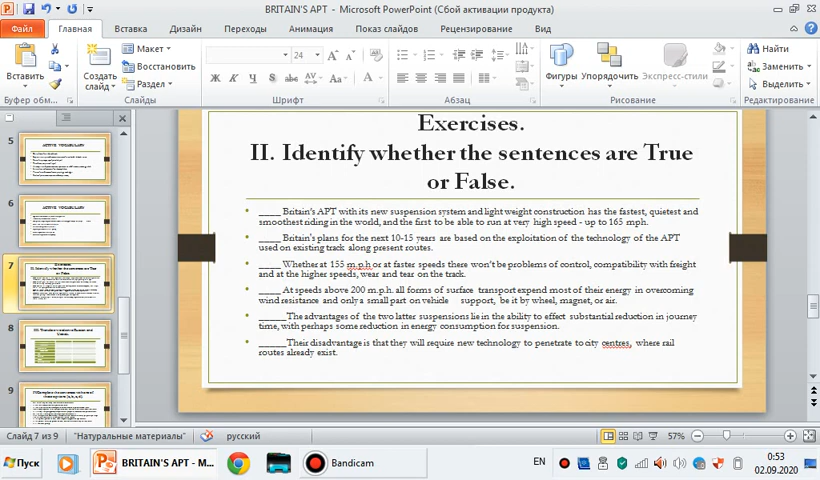 BRITAIN'S APT - Microsoft PowerPoint (Сбой активации продукта)
Файл Главная Вставка Дизайн Переходы Анимация Показ слайдов Рецензирование Вид
Вставить
Создать слайд
Макет
Восстановить
Раздел
24
Фигуры Упорядочить Экспресс-стили
Найти
Заменить
Выделить
Буфер обм... Слайды Шрифт Абзац Рисование Редактирование
5
ACTIVE VOCABULARY
6
ACTIVE VOCABULARY
7
8
9
Exercises.
II. Identify whether the sentences are True
or False.
_____ Britain's APT with its new suspension system and light weight construction has the fastest, quietest and
smoothest riding in the world, and the first to be able to run at very high speed - up to 165 mph.
_____ Britain's plans for the next 10-15 years are based on the exploitation of the technology of the APT
used on existing track along present routes.
_____ Whether at 155 m.p.h or at faster speeds there won't be problems of control, compatibility with freight
and at the higher speeds, wear and tear on the track.
_____ At speeds above 200 m.p.h. all forms of surface transport expend most of their energy in overcoming
wind resistance and only a small part on vehicle support, be it by wheel, magnet, or air.
______The advantages of the two latter suspensions lie in the ability to effect substantial reduction in journey
time, with perhaps some reduction in energy consumption for suspension.
______Their disadvantage is that they will require new technology to penetrate to city centres, where rail
routes already exist.
Слайд 7 из 9 "Натуральные материалы" русский 57%
Пуск BRITAIN'S APT - M... Bandicam EN 0:53
02.09.2020